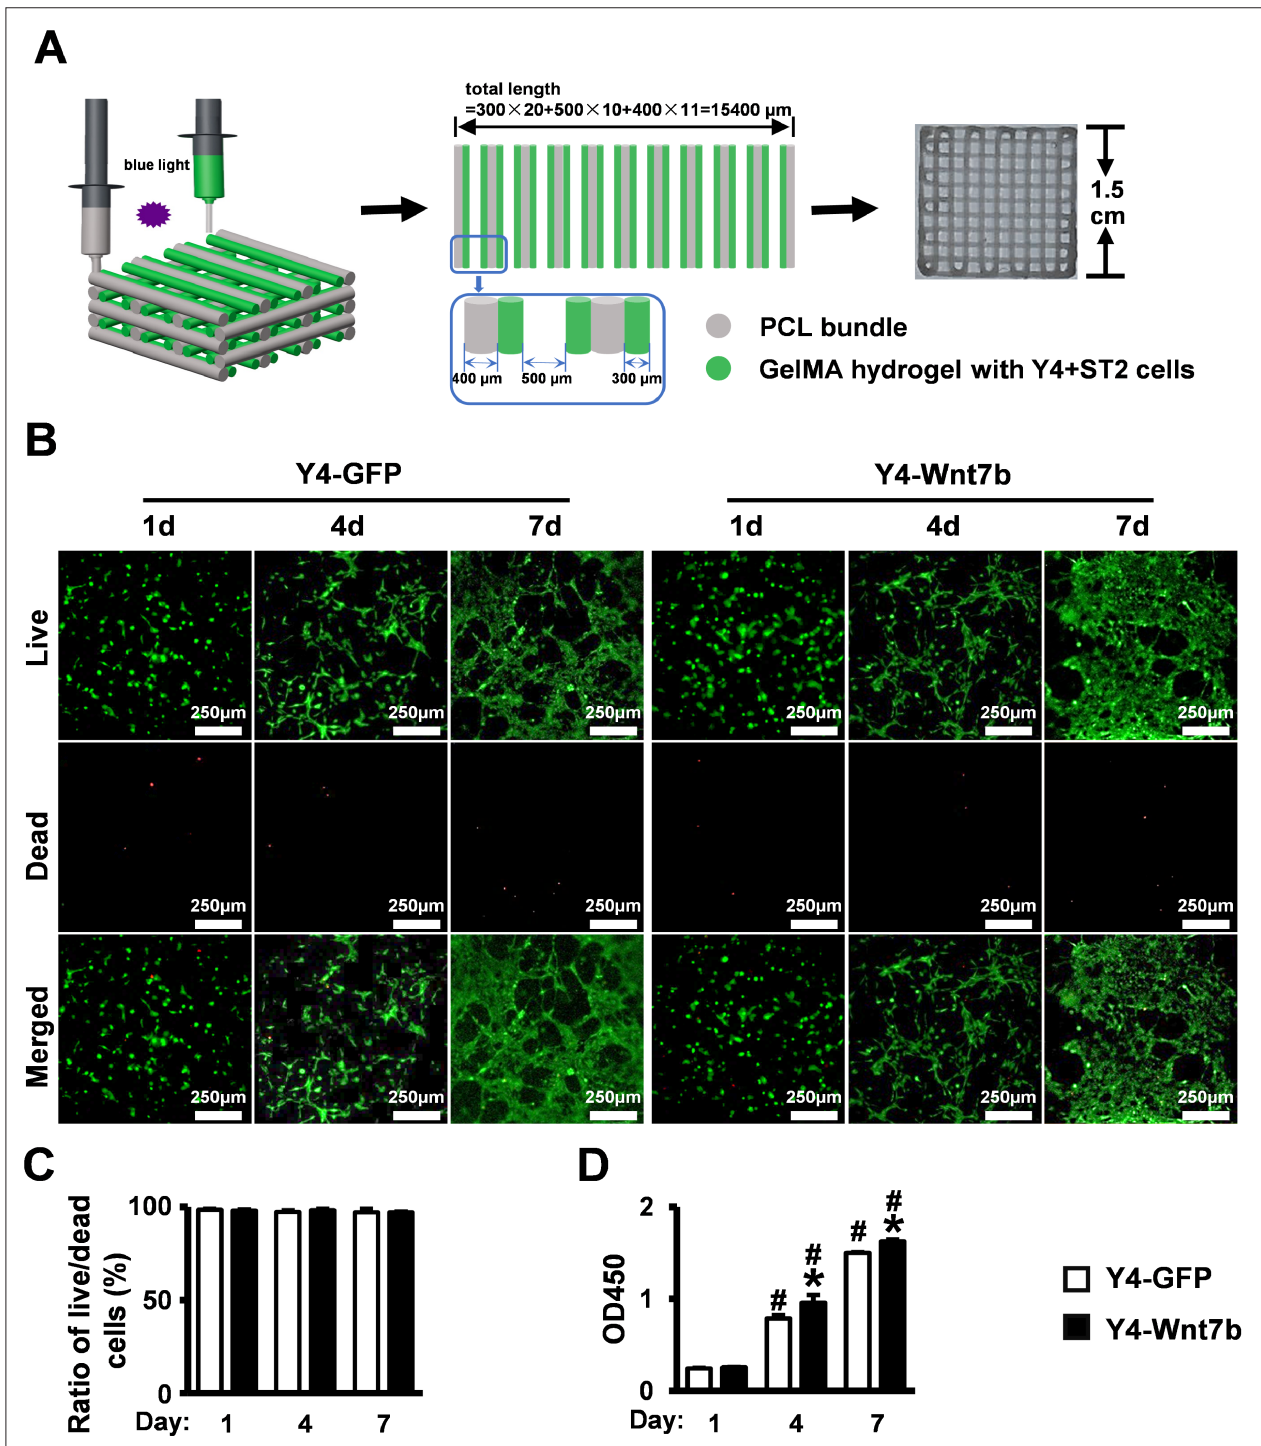 A
total length
=300×20+500×10+400×11=15400 μm
blue light
1.5
cm
400 μm
500 μm
300 μm
PCL bundle
GelMA hydrogel with Y4+ST2 cells
B
Y4-GFP
Y4-Wnt7b
1d
4d
7d
1d
4d
7d
Live
250μm
250μm
250μm
250μm
250μm
250μm
Dead
250μm
250μm
250μm
250μm
250μm
250μm
Merged
250μm
250μm
250μm
250μm
250μm
250μm
C
Ratio of live/dead
cells (%)
100
50
0
Day:
1
4
7
D
OD450
2
1
0
#
#
*
#
#
*
Day:
1
4
7
Y4-GFP
Y4-Wnt7b